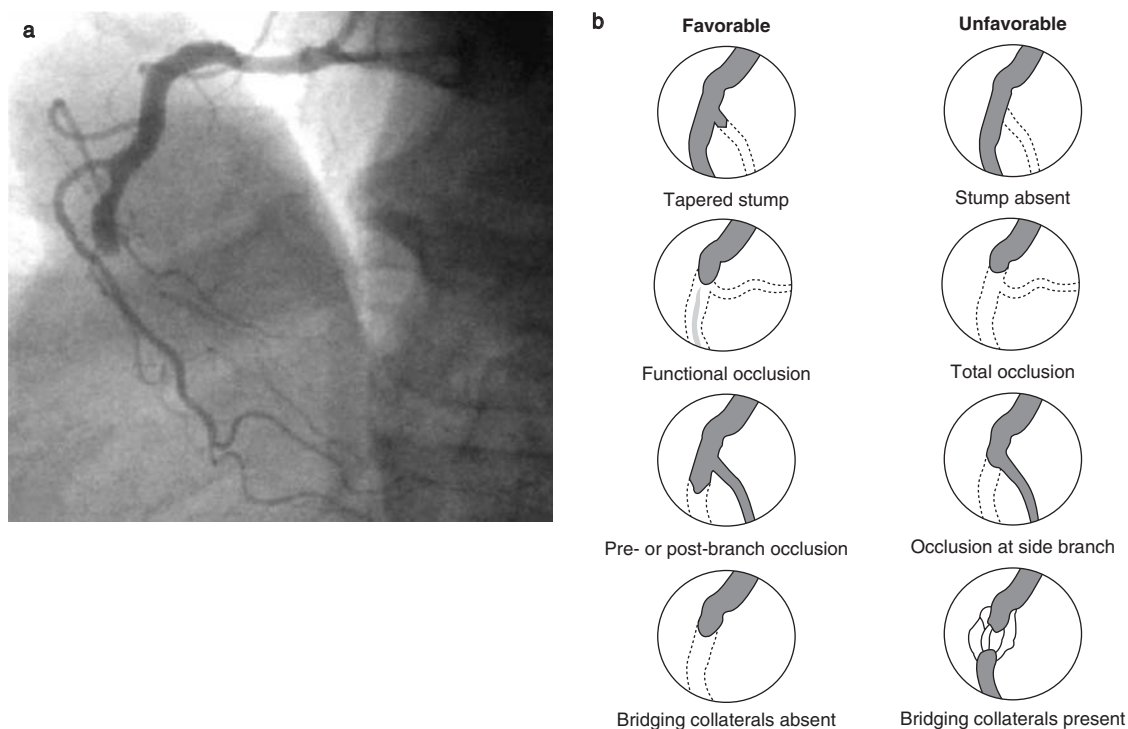 a
b
Favorable
Unfavorable
Tapered stump
Stump absent
Functional occlusion
Total occlusion
Pre- or post-branch occlusion
Occlusion at side branch
Bridging collaterals absent
Bridging collaterals present